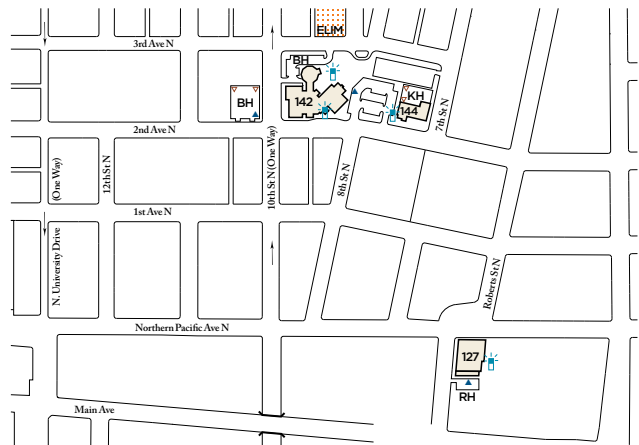 ELIM
3rd Ave N
BH
142
BH
KH
144
7th St N
2nd Ave N
(One Way)
12th St N
10th St N (One Way)
8th St N
1st Ave N
N. University Drive
Roberts St N
Northern Pacific Ave N
127
RH
Main Ave